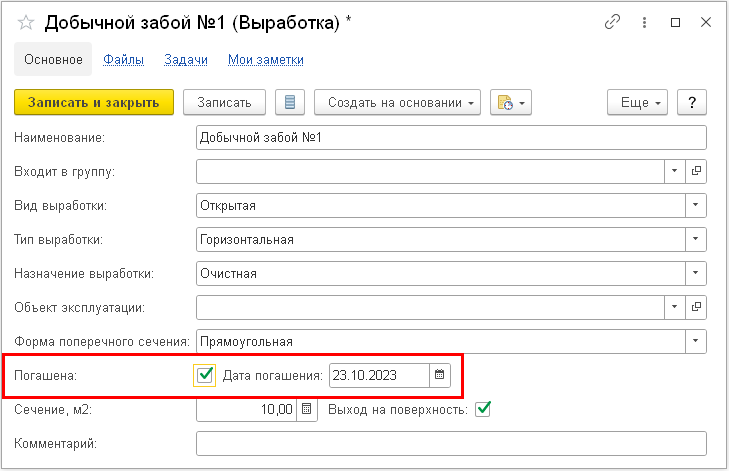 Добычной забой №1 (Выработка) *
Основное Файлы Задачи Мои заметки
Записать и закрыть Записать Создать на основании Еще ?
Наименование: Добычной забой №1
Входит в группу:
Вид выработки: Открытая
Тип выработки: Горизонтальная
Назначение выработки: Очистная
Объект эксплуатации:
Форма поперечного сечения: Прямоугольная
Погашена: Дата погашения: 23.10.2023
Сечение, м2: 10,00 Выход на поверхность:
Комментарий: